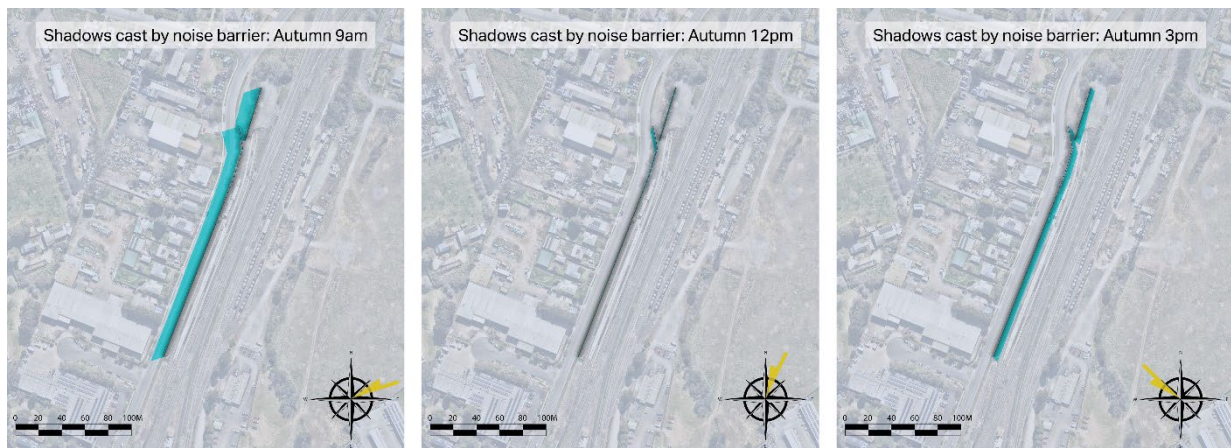 Shadows cast by noise barrier: Autumn 9am
Shadows cast by noise barrier: Autumn 12pm
Shadows cast by noise barrier: Autumn 3pm
N
W
0 20 40 60 80 100M
N
W
0 20 40 60 80 100M
N
W
0 20 40 60 80 100M